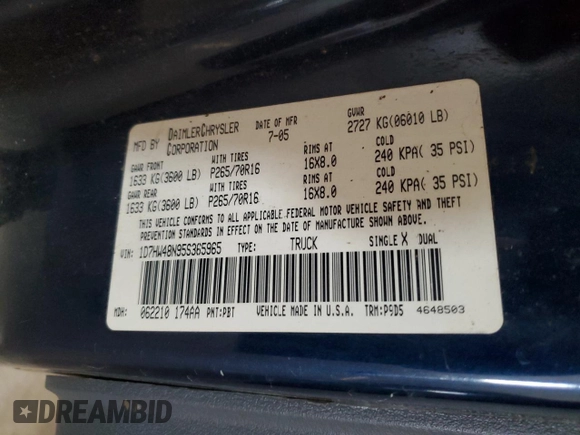 MFD BY DAIMLERCHRYSLER CORPORATION DATE OF MFR 7-05 GVWR 2727 KG(06010 LB)
GAWR FRONT 1633 KG(3600 LB) WITH TIRES P265/70R16 RIMS AT 16X8.0 COLD 240 KPA( 35 PSI)
GAWR REAR 1633 KG(3600 LB) WITH TIRES P265/70R16 RIMS AT 16X8.0 COLD 240 KPA( 35 PSI)
THIS VEHICLE CONFORMS TO ALL APPLICABLE FEDERAL MOTOR VEHICLE SAFETY AND THEFT
PREVENTION STANDARDS IN EFFECT ON THE DATE OF MANUFACTURE SHOWN ABOVE.
VIN: 1D7HW48N95S365965 TYPE: TRUCK SINGLE X DUAL
MDH: 062210 174AA PNT:PBT VEHICLE MADE IN U.S.A. TRM:P9D5 4648503
DREAMBID